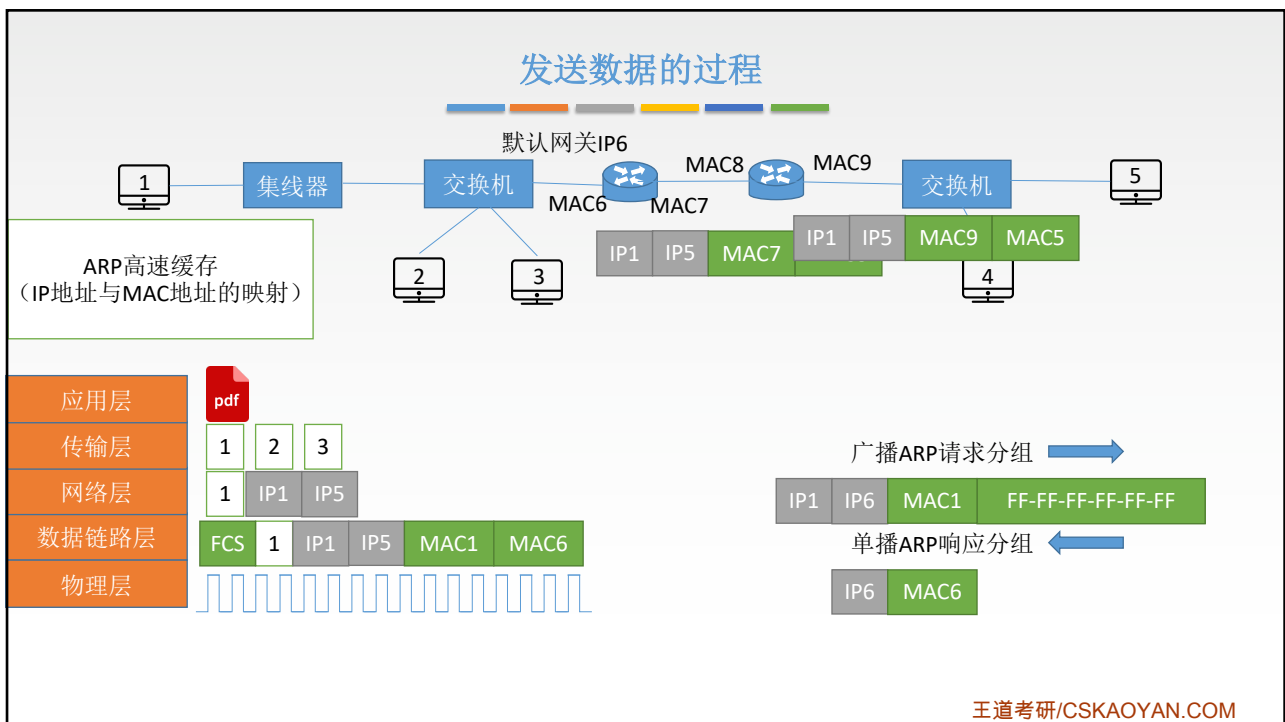 发送数据的过程
默认网关IP6
MAC8
MAC9
1
集线器
交换机
交换机
5
MAC6
MAC7
IP1 IP5 MAC7
IP1 IP5 MAC9 MAC5
ARP高速缓存
(IP地址与MAC地址的映射)
2
3
4
应用层
pdf
传输层
1 2 3
网络层
1 IP1 IP5
数据链路层
FCS 1 IP1 IP5 MAC1 MAC6
物理层
广播ARP请求分组
IP1 IP6 MAC1 FF-FF-FF-FF-FF-FF
单播ARP响应分组
IP6 MAC6
王道考研/CSKAOYAN.COM